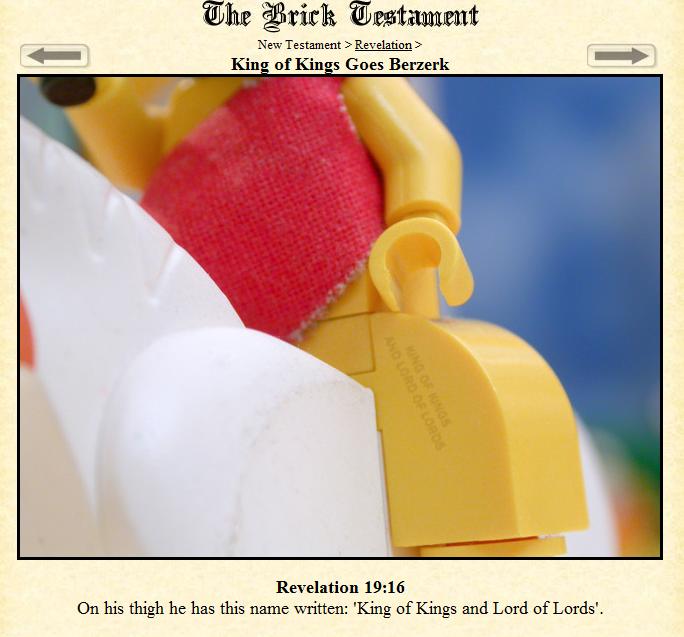 The Brick Testament
New Testament > Revelation >
King of Kings Goes Berzerk
KING OF KINGS
AND LORD OF LORDS
Revelation 19:16
On his thigh he has this name written: 'King of Kings and Lord of Lords'.